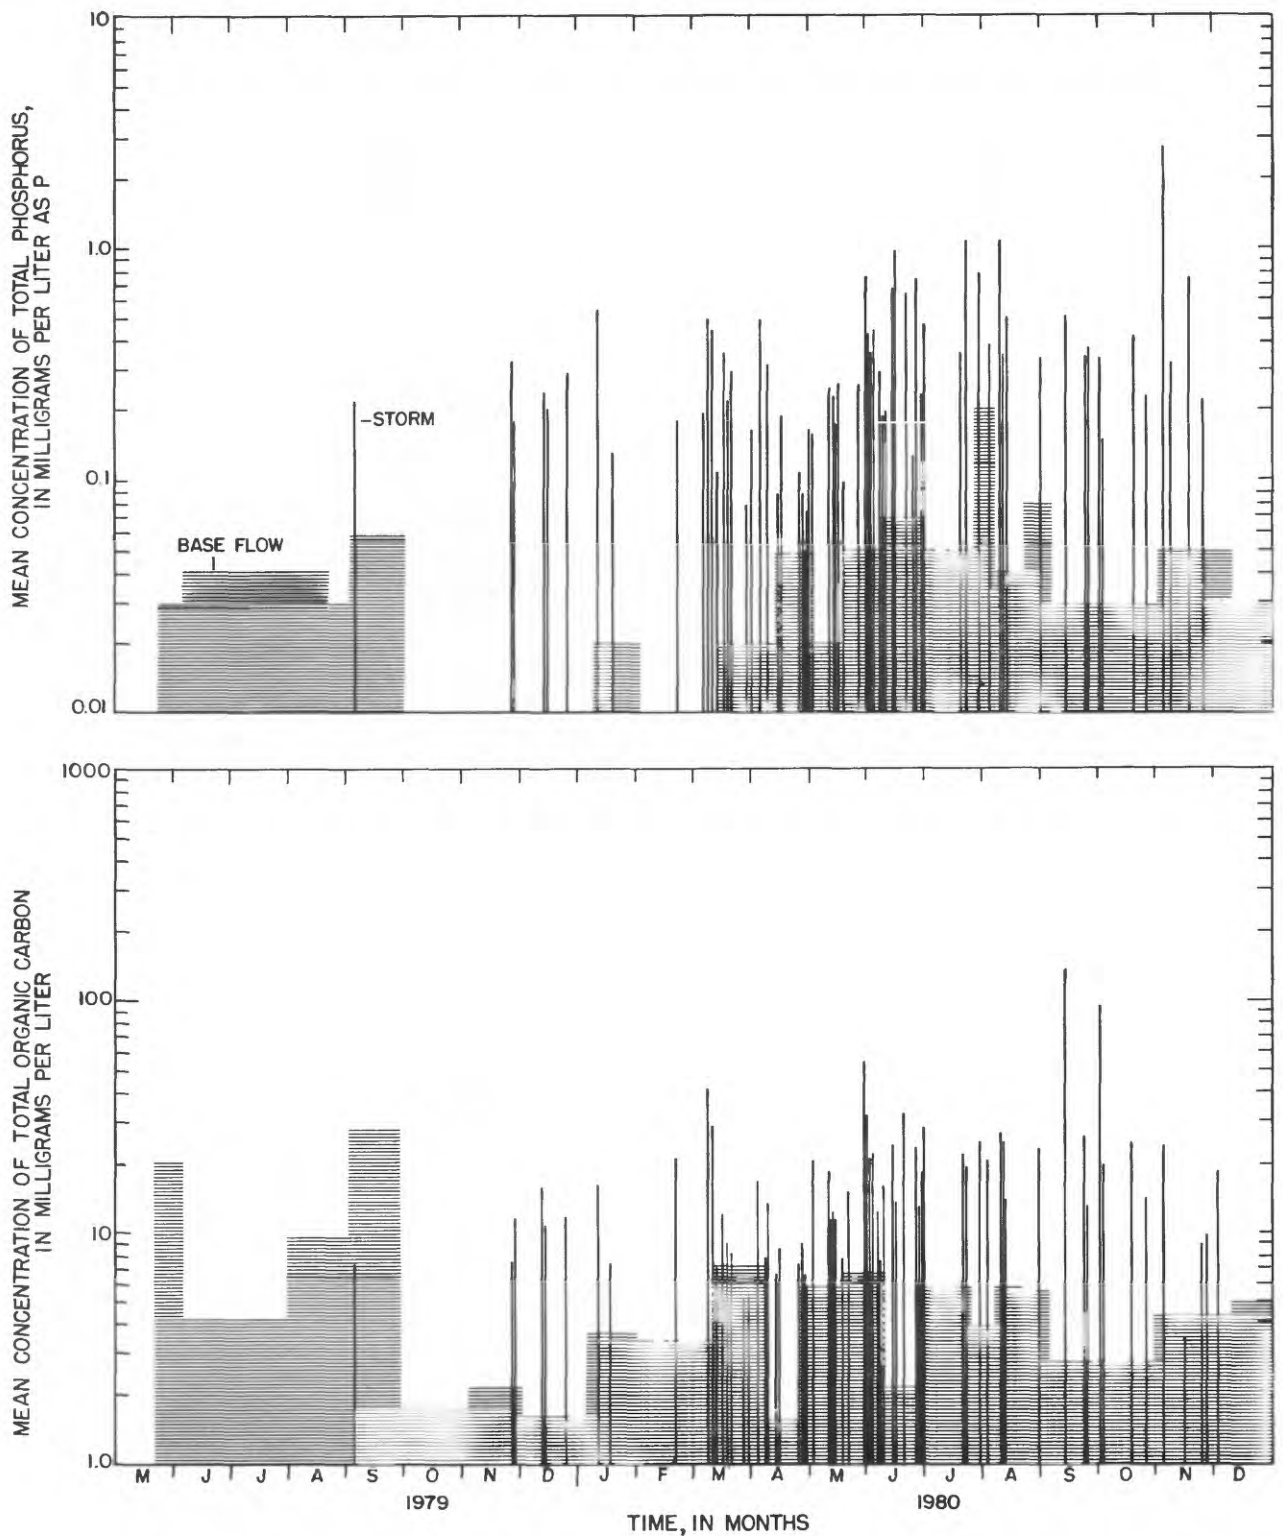 MEAN CONCENTRATION OF TOTAL PHOSPHORUS,
IN MILLIGRAMS PER LITER AS P
10
1.0
0.1
0.01
STORM
BASE FLOW
MEAN CONCENTRATION OF TOTAL ORGANIC CARBON
IN MILLIGRAMS PER LITER
1000
100
10
1.0
M J J A S O N D J F M A M J J A S O N D
1979 1980
TIME, IN MONTHS